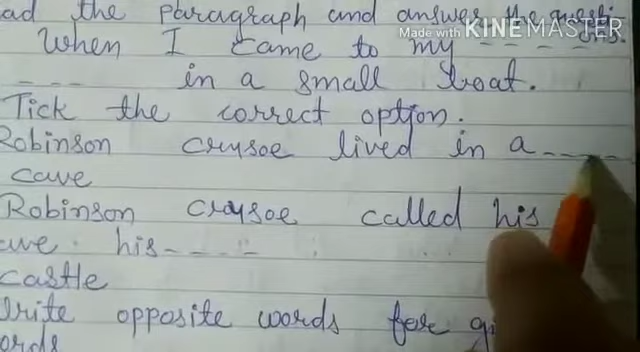 ad the paragraph and answer the questi
Made with KINEMASTER
When I came to my - - - -
- - - in a small boat.
Tick the correct option.
Robinson Crusoe lived in a - - - -
cave
Robinson Crusoe called his
ave his - - - -
castle
Write opposite words for gi
ords